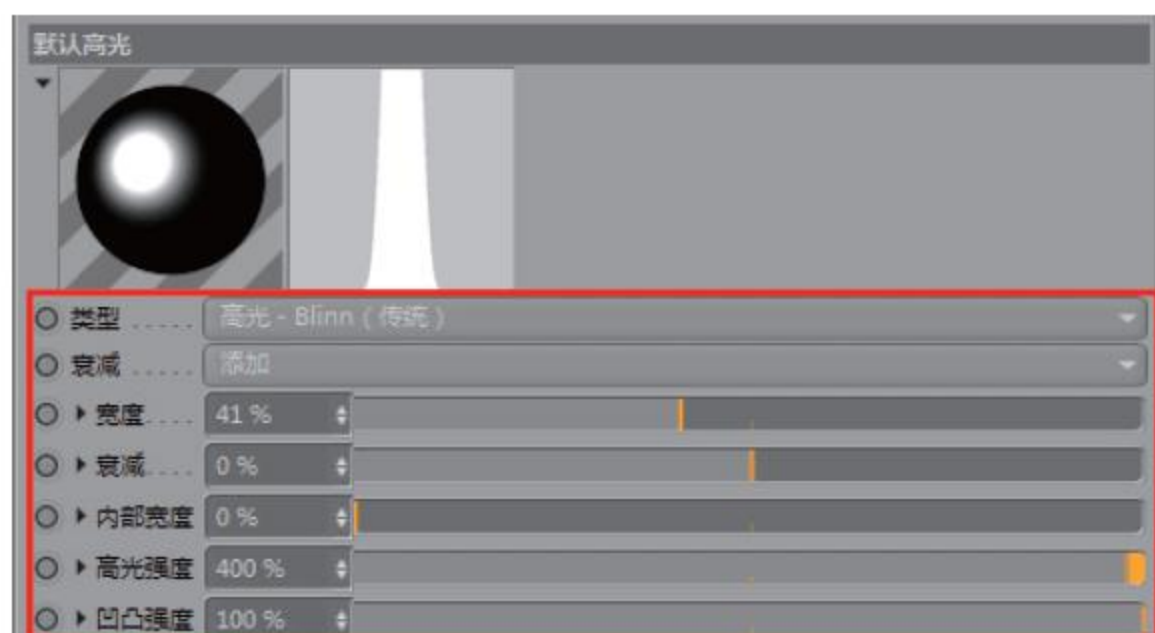 默认高光
类型 ..... 高光 - Blinn ( 传统 )
衰减 ..... 添加
宽度 .... 41 %
衰减 .... 0 %
内部宽度 0 %
高光强度 400 %
凹凸强度 100 %